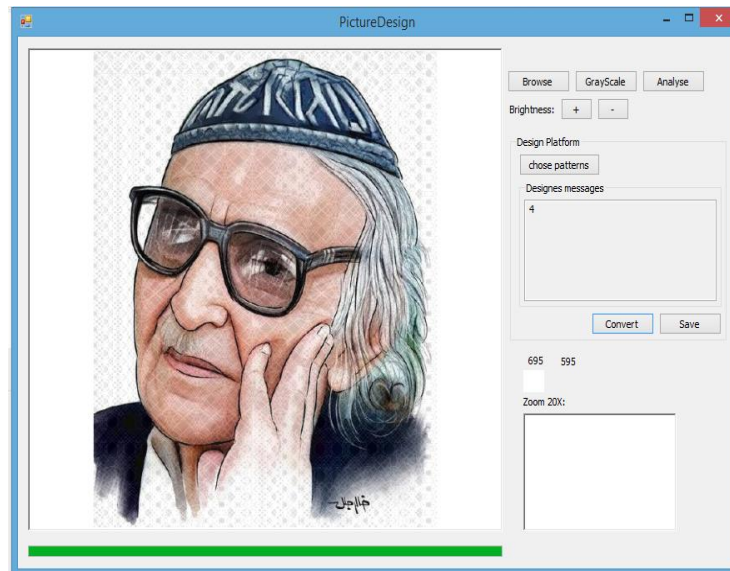 PictureDesign
Browse GrayScale Analyse
Brightness: + -
Design Platform
chose patterns
Designes messages
4
Convert Save
695 595
Zoom 20X: